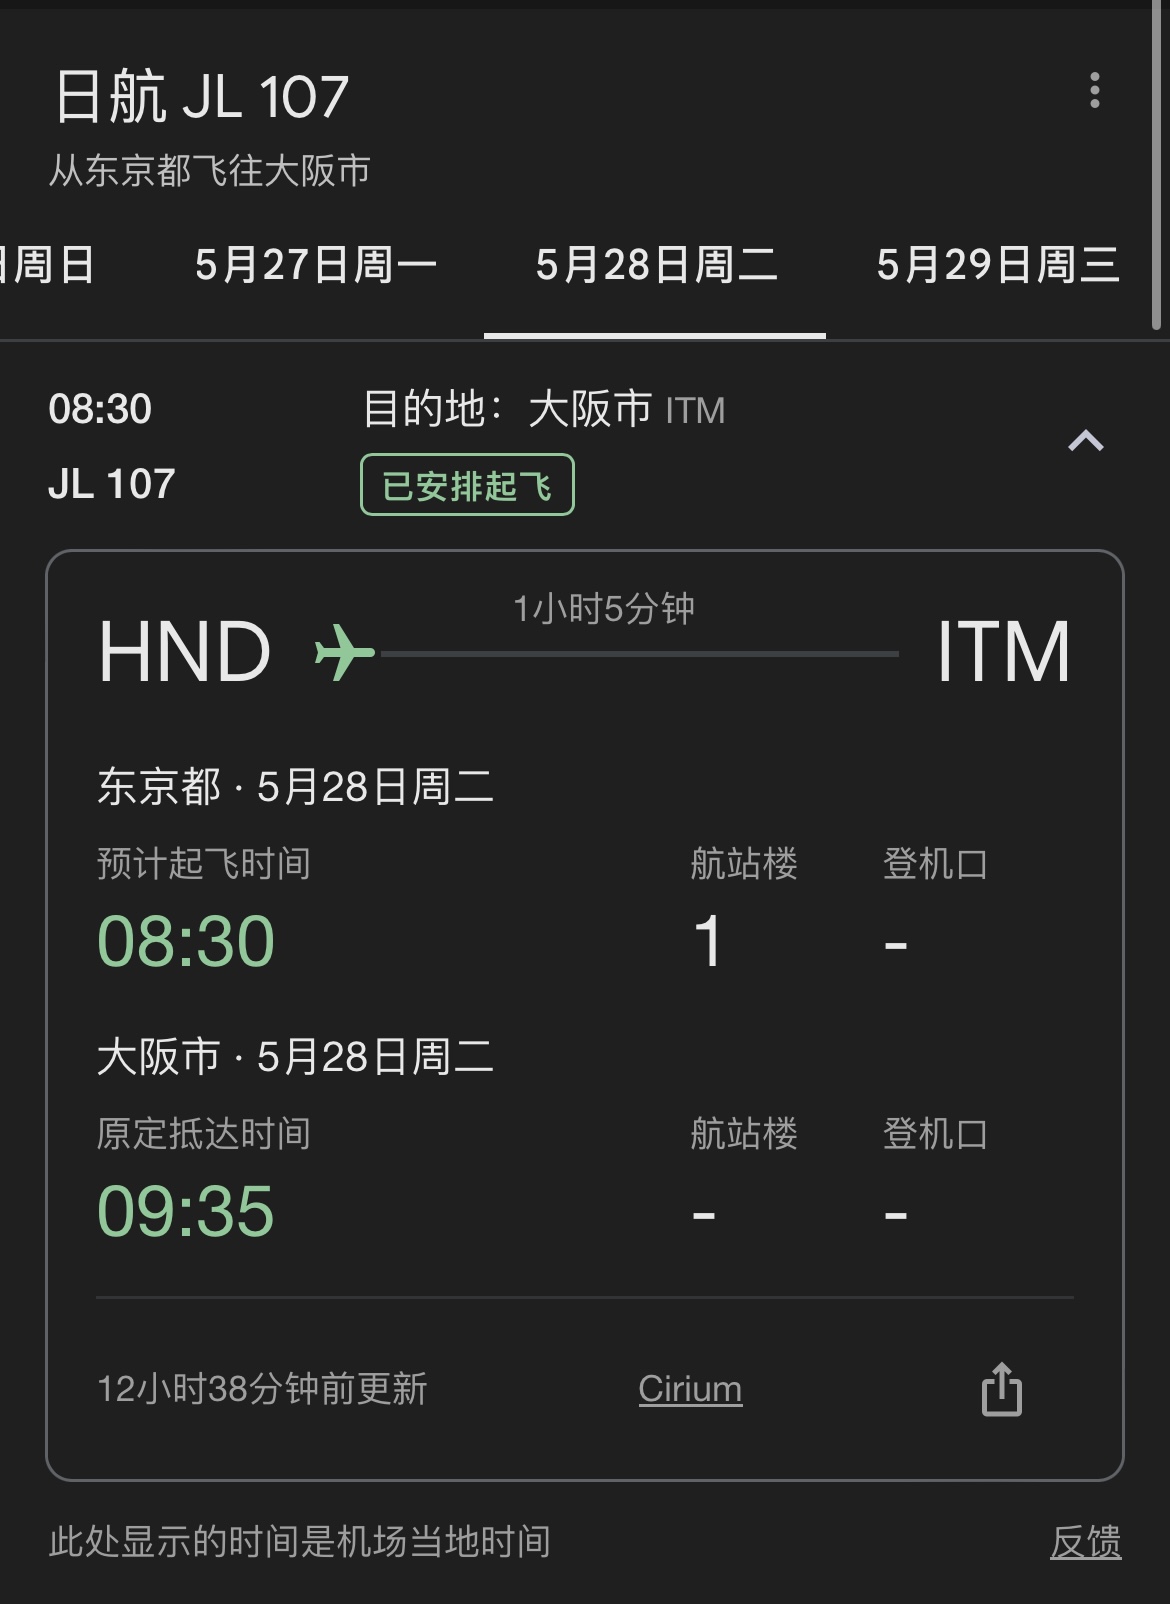 日航 JL 107
从东京都飞往大阪市
日周日 5月27日周一 5月28日周二 5月29日周三
08:30 目的地：大阪市 ITM
JL 107 已安排起飞
1小时5分钟
HND ITM
东京都 · 5月28日周二
预计起飞时间 航站楼 登机口
08:30 1 -
大阪市 · 5月28日周二
原定抵达时间 航站楼 登机口
09:35 - -
12小时38分钟前更新 Cirium
此处显示的时间是机场当地时间 反馈